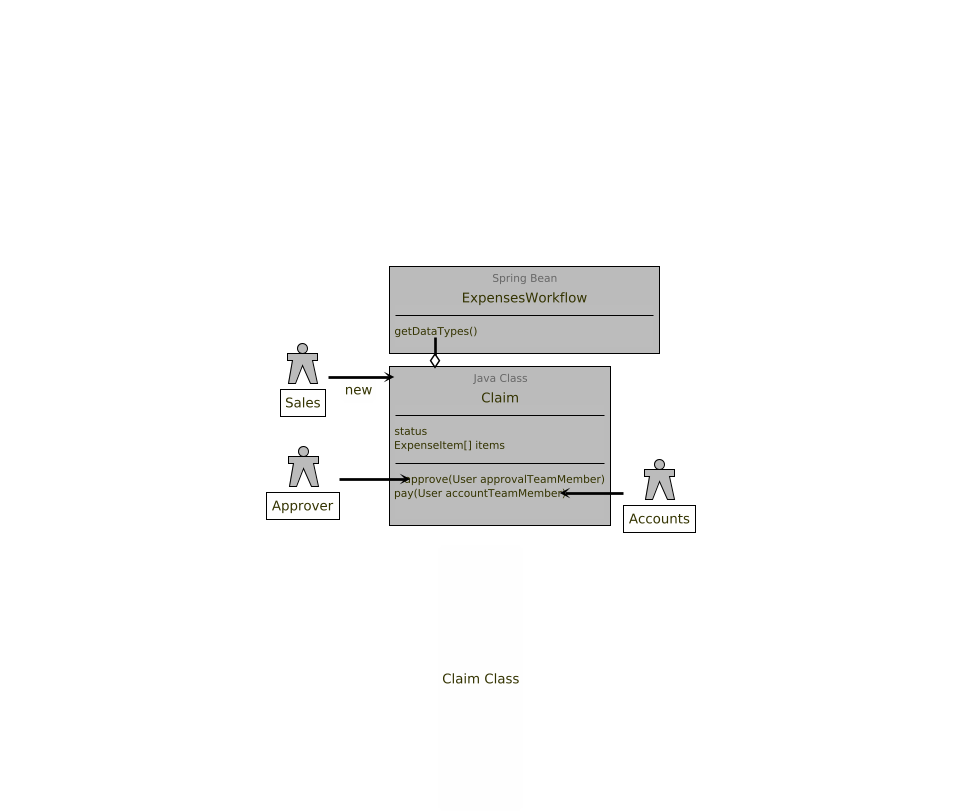 Spring Bean
ExpensesWorkflow
getDataTypes()
Java Class
Claim
new
Sales
status
ExpenseItem[] items
approve(User approvalTeamMember)
pay(User accountTeamMember)
Approver
Accounts
Claim Class